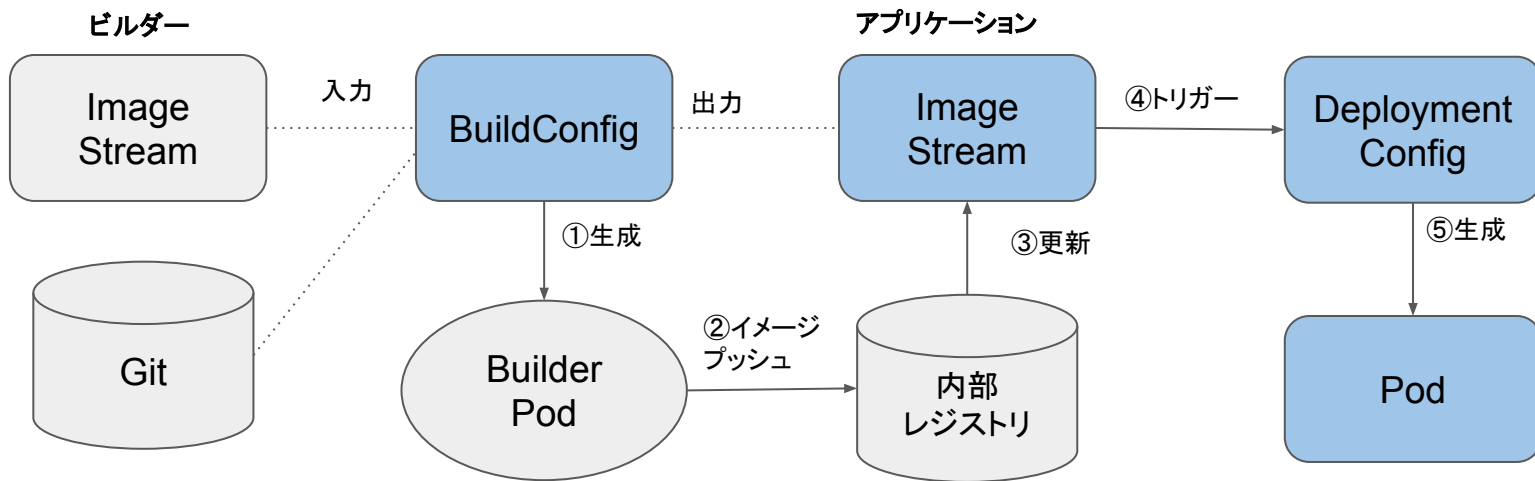 ビルダー
アプリケーション
Image
Stream
入力
BuildConfig
出力
Image
Stream
④トリガー
Deployment
Config
①生成
③更新
⑤生成
Git
Builder
Pod
②イメージ
プッシュ
内部
レジストリ
Pod